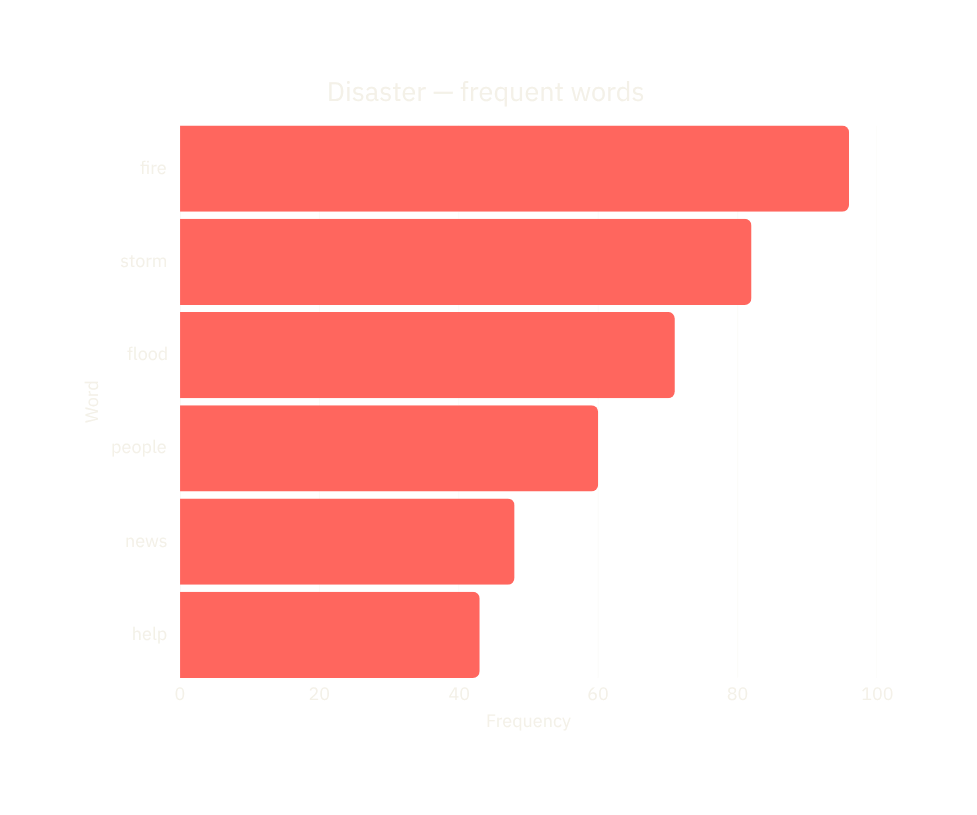 Disaster — frequent words
fire
storm
flood
Word
people
news
help
0 20 40 60 80 100
Frequency